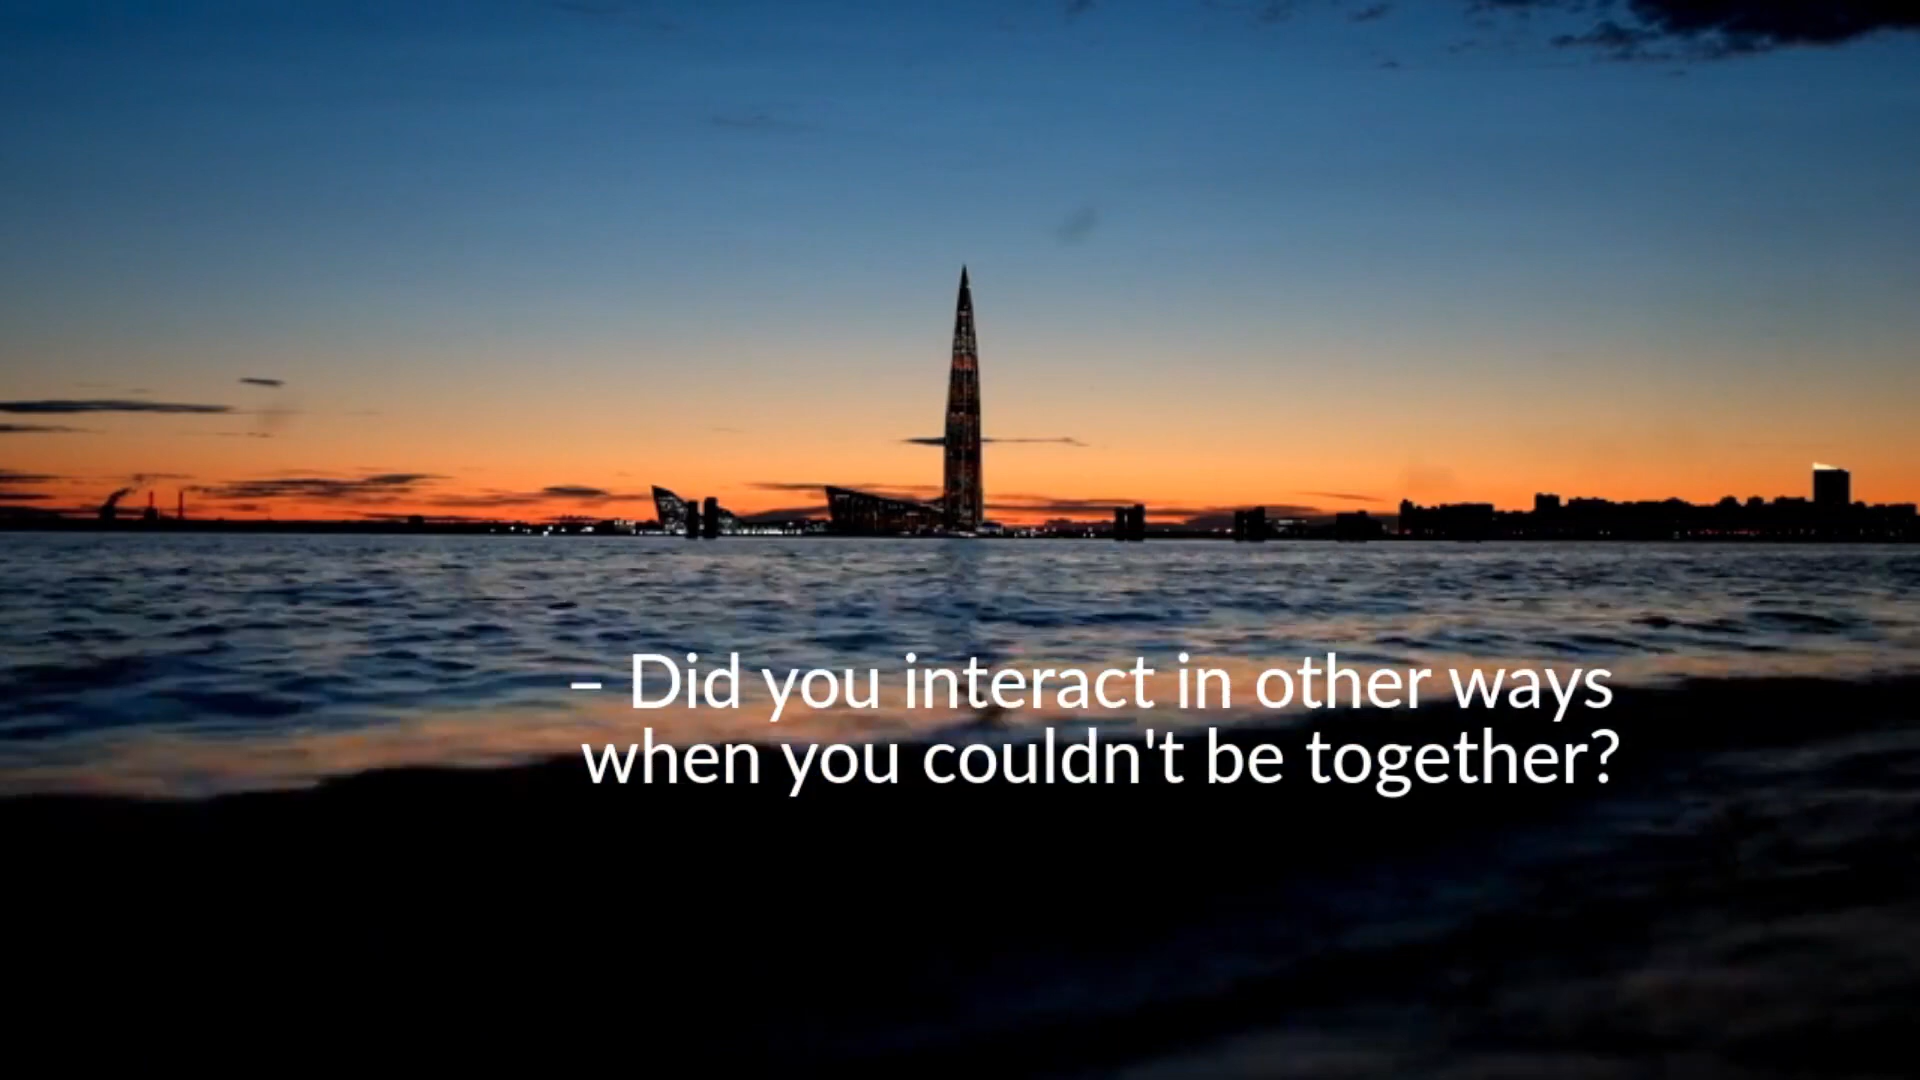 – Did you interact in other ways
when you couldn't be together?